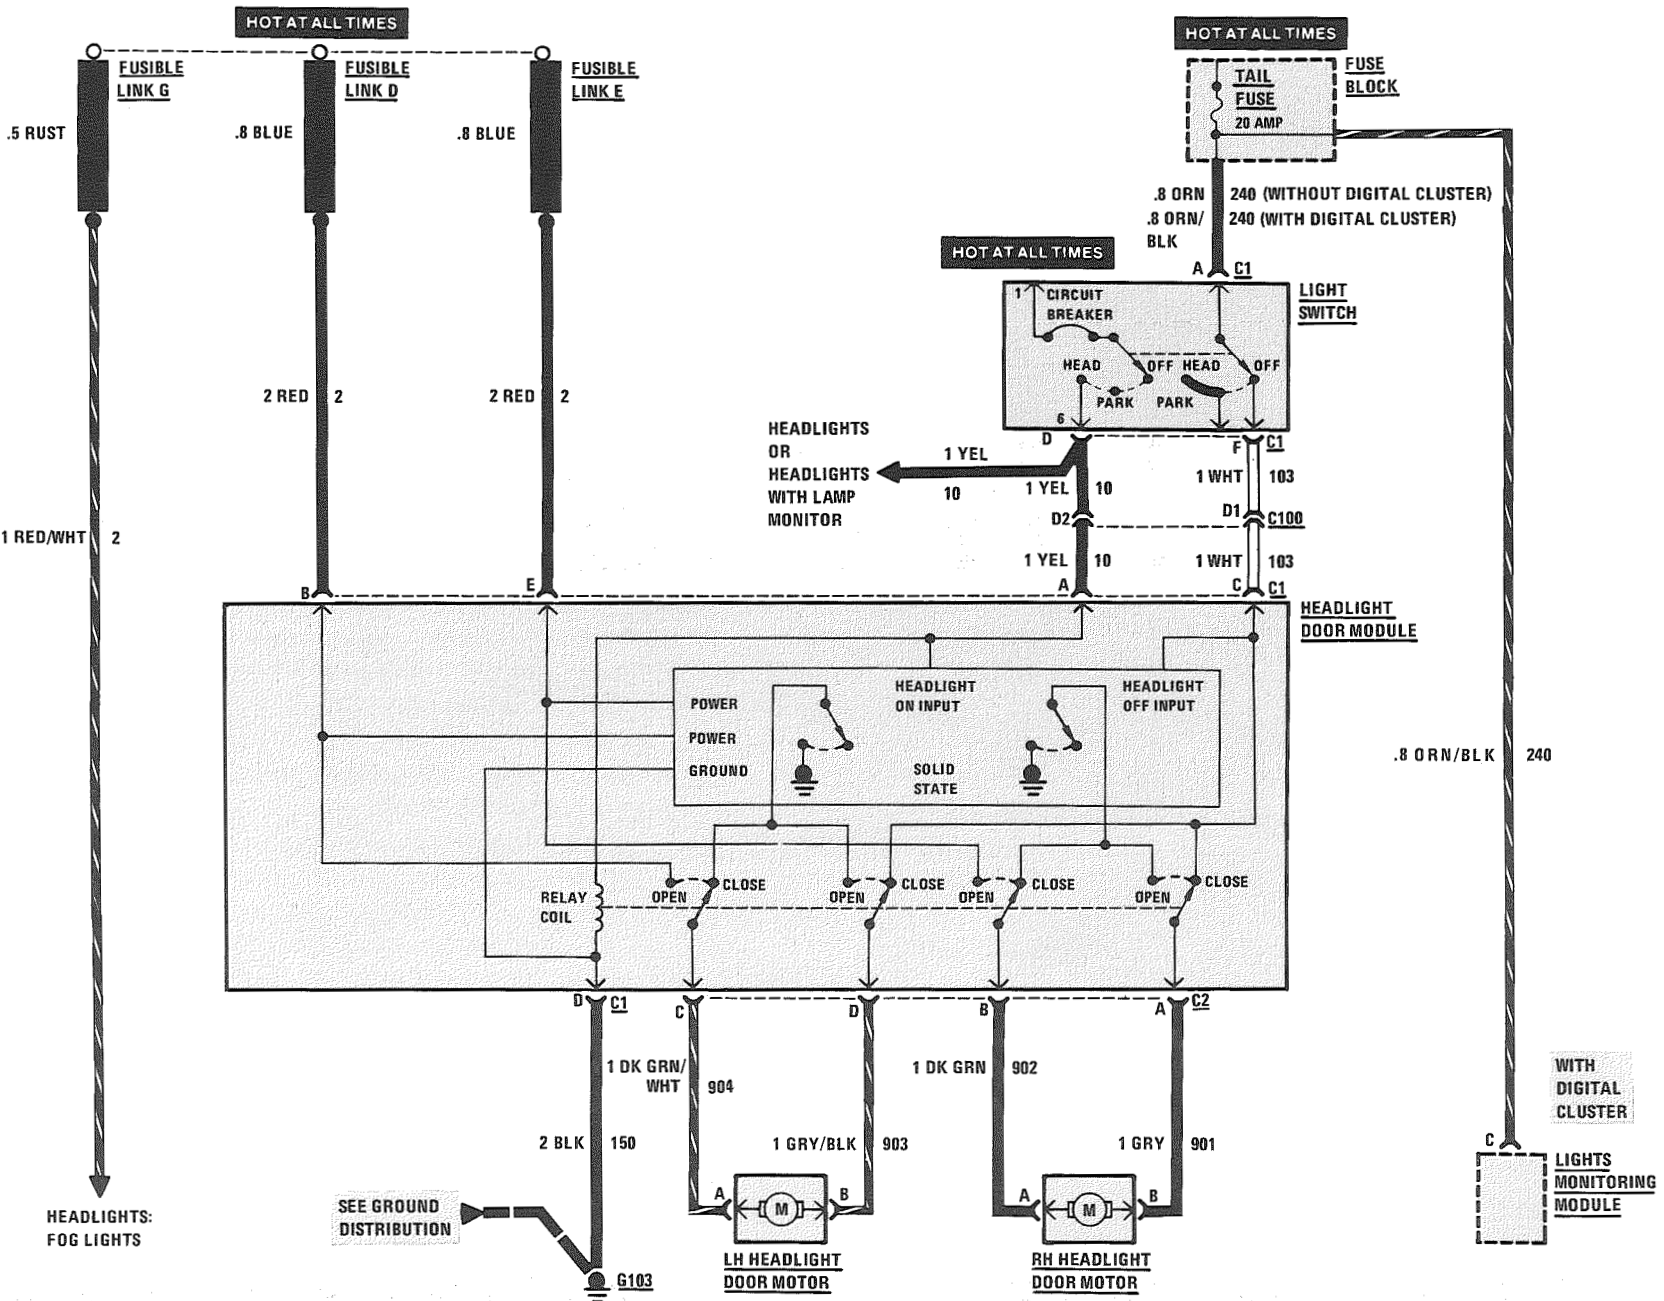 HOT AT ALL TIMES
FUSIBLE
LINK G
FUSIBLE
LINK D
FUSIBLE
LINK E
.5 RUST
.8 BLUE
.8 BLUE
HOT AT ALL TIMES
TAIL
FUSE
20 AMP
FUSE
BLOCK
.8 ORN
240 (WITHOUT DIGITAL CLUSTER)
.8 ORN/
BLK
240 (WITH DIGITAL CLUSTER)
A
C1
HOT AT ALL TIMES
1
CIRCUIT
BREAKER
LIGHT
SWITCH
HEAD
OFF
HEAD
OFF
PARK
PARK
6
D
F
C1
2 RED
2
2 RED
2
HEADLIGHTS
OR
HEADLIGHTS
WITH LAMP
MONITOR
1 YEL
10
1 YEL
10
1 WHT
103
D2
D1
C100
1 YEL
10
1 WHT
103
1 RED/WHT
2
B
E
A
C
C1
HEADLIGHT
DOOR MODULE
POWER
POWER
GROUND
HEADLIGHT
ON INPUT
HEADLIGHT
OFF INPUT
SOLID
STATE
.8 ORN/BLK
240
RELAY
COIL
OPEN
CLOSE
OPEN
CLOSE
OPEN
CLOSE
OPEN
CLOSE
D
C1
C
D
B
A
C2
1 DK GRN/
WHT
904
1 DK GRN
902
2 BLK
150
1 GRY/BLK
903
1 GRY
901
WITH
DIGITAL
CLUSTER
C
LIGHTS
MONITORING
MODULE
A
M
B
A
M
B
LH HEADLIGHT
DOOR MOTOR
RH HEADLIGHT
DOOR MOTOR
SEE GROUND
DISTRIBUTION
G103
HEADLIGHTS:
FOG LIGHTS